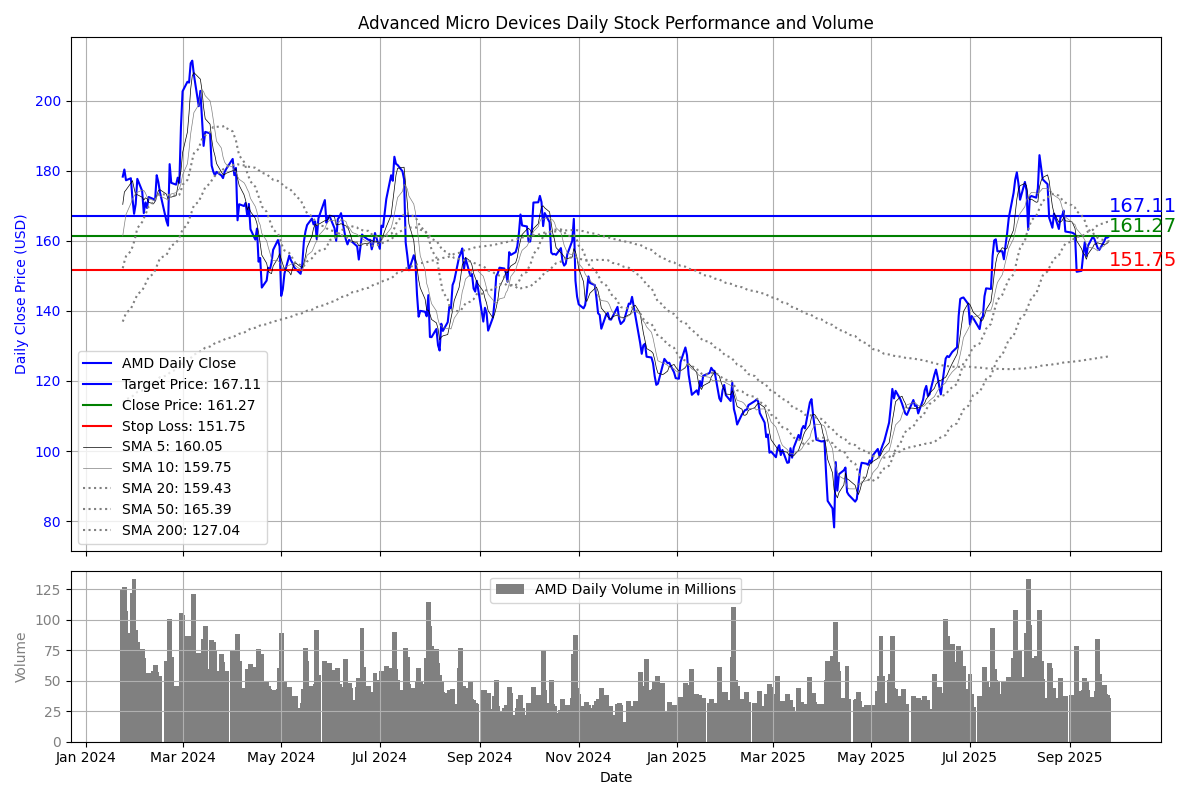 Advanced Micro Devices Daily Stock Performance and Volume
Daily Close Price (USD)
200
180
160
140
120
100
80
167.11
161.27
151.75
AMD Daily Close
Target Price: 167.11
Close Price: 161.27
Stop Loss: 151.75
SMA 5: 160.05
SMA 10: 159.75
SMA 20: 159.43
SMA 50: 165.39
SMA 200: 127.04
Volume
125
100
75
50
25
0
AMD Daily Volume in Millions
Jan 2024 Mar 2024 May 2024 Jul 2024 Sep 2024 Nov 2024 Jan 2025 Mar 2025 May 2025 Jul 2025 Sep 2025
Date